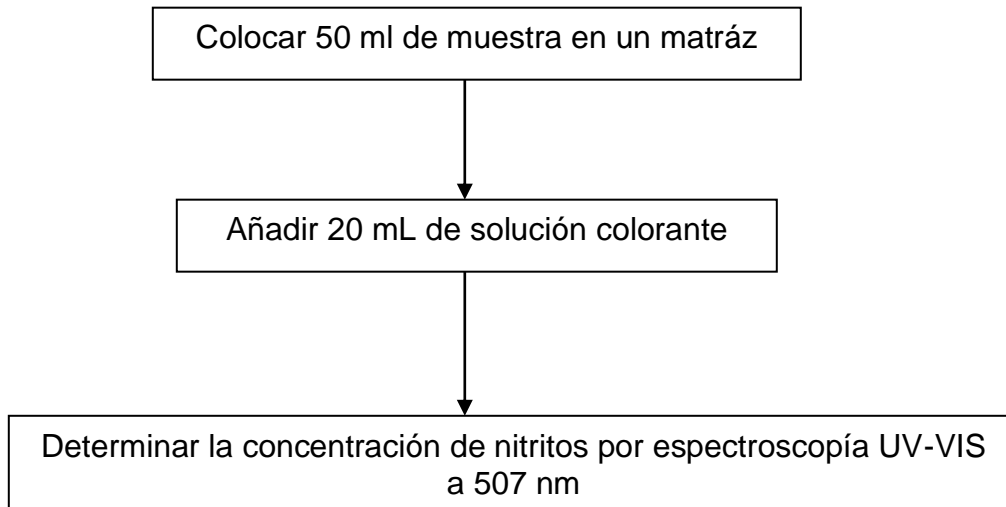 Colocar 50 ml de muestra en un matráz
Añadir 20 mL de solución colorante
Determinar la concentración de nitritos por espectroscopía UV-VIS
a 507 nm